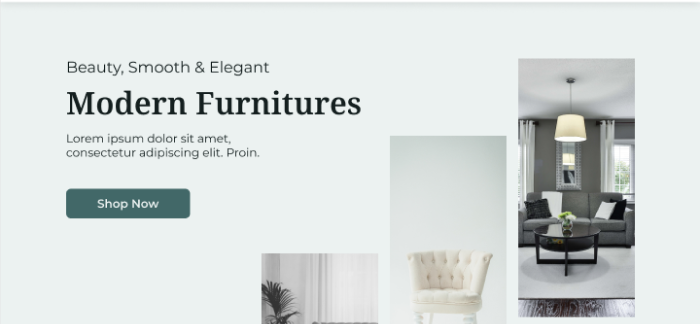 Beauty, Smooth & Elegant
Modern Furnitures
Lorem ipsum dolor sit amet,
consectetur adipiscing elit. Proin.
Shop Now